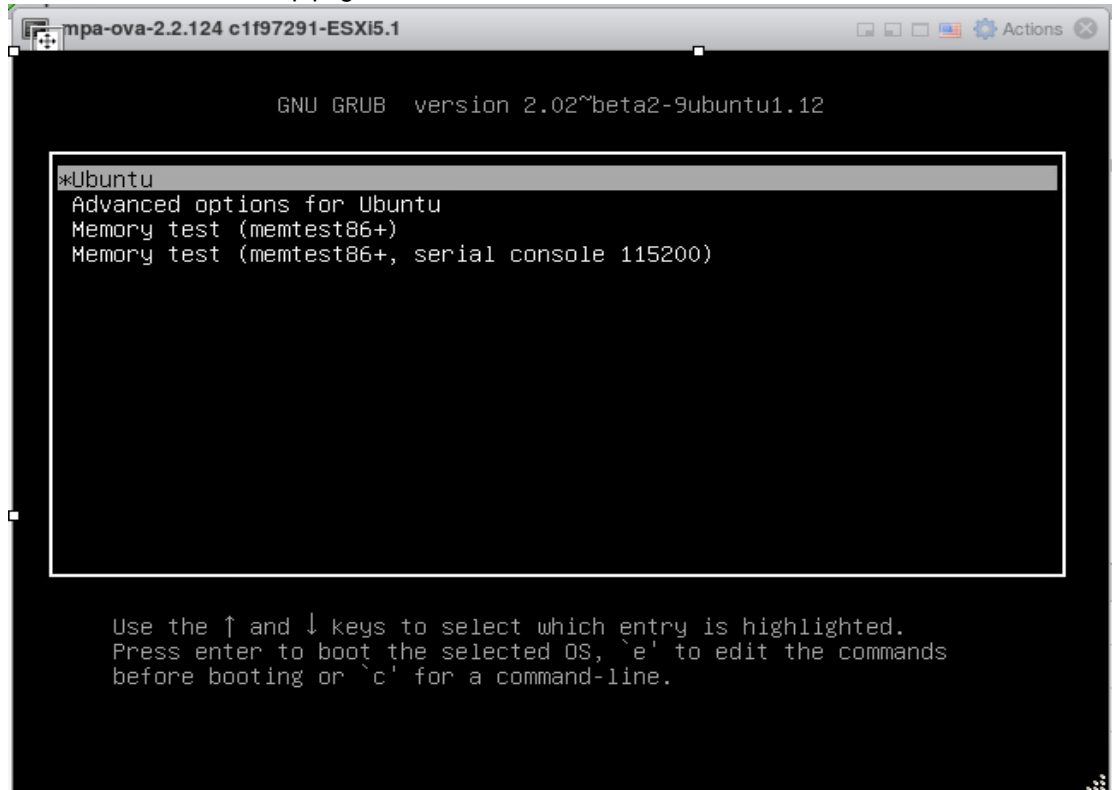 mpa-ova-2.2.124 c1f97291-ESXi5.1 Actions
GNU GRUB version 2.02~beta2-9ubuntu1.12
*Ubuntu
Advanced options for Ubuntu
Memory test (memtest86+)
Memory test (memtest86+, serial console 115200)
Use the ↑ and ↓ keys to select which entry is highlighted.
Press enter to boot the selected OS, `e' to edit the commands
before booting or `c' for a command-line.